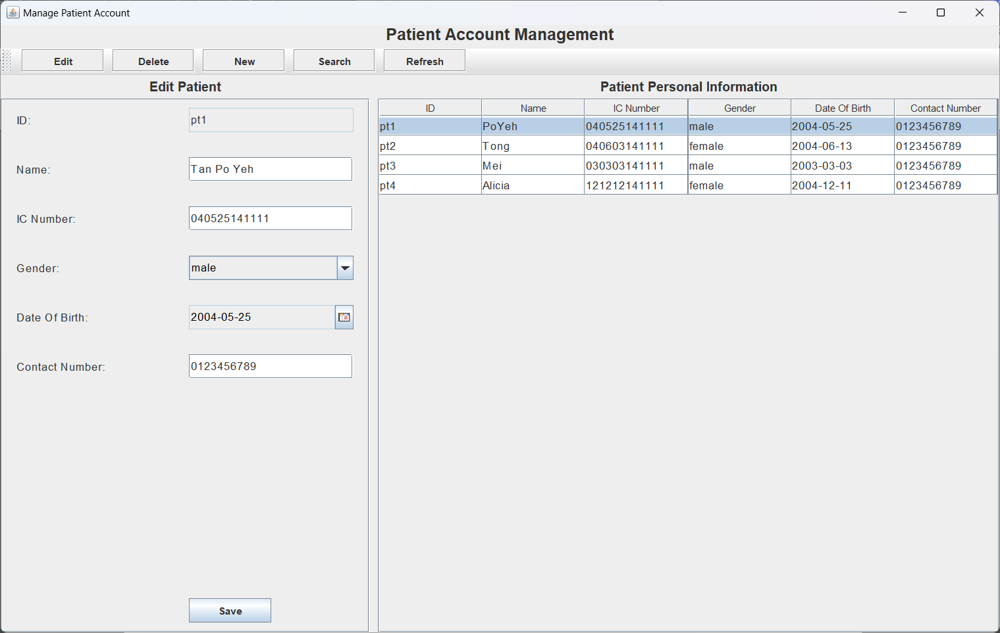 Manage Patient Account
Patient Account Management
Edit Delete New Search Refresh
Edit Patient
ID: pt1
Name: Tan Po Yeh
IC Number: 040525141111
Gender: male
Date Of Birth: 2004-05-25
Contact Number: 0123456789
Save
Patient Personal Information
ID Name IC Number Gender Date Of Birth Contact Number
pt1 PoYeh 040525141111 male 2004-05-25 0123456789
pt2 Tong 040603141111 female 2004-06-13 0123456789
pt3 Mei 030303141111 male 2003-03-03 0123456789
pt4 Alicia 121212141111 female 2004-12-11 0123456789